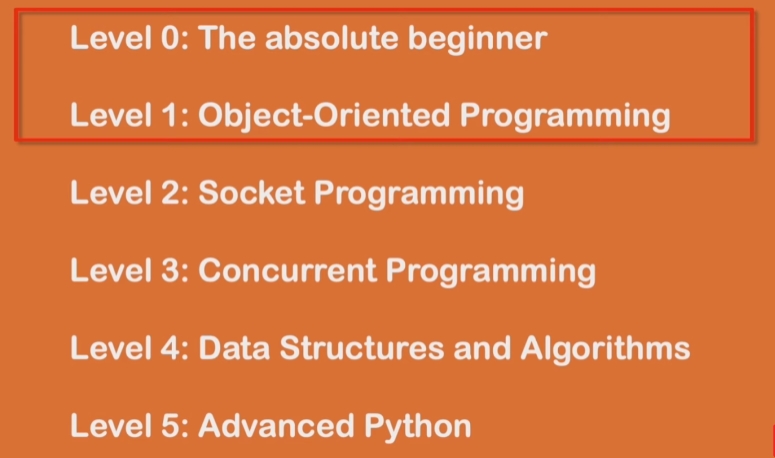 Level 0: The absolute beginner
Level 1: Object-Oriented Programming
Level 2: Socket Programming
Level 3: Concurrent Programming
Level 4: Data Structures and Algorithms
Level 5: Advanced Python